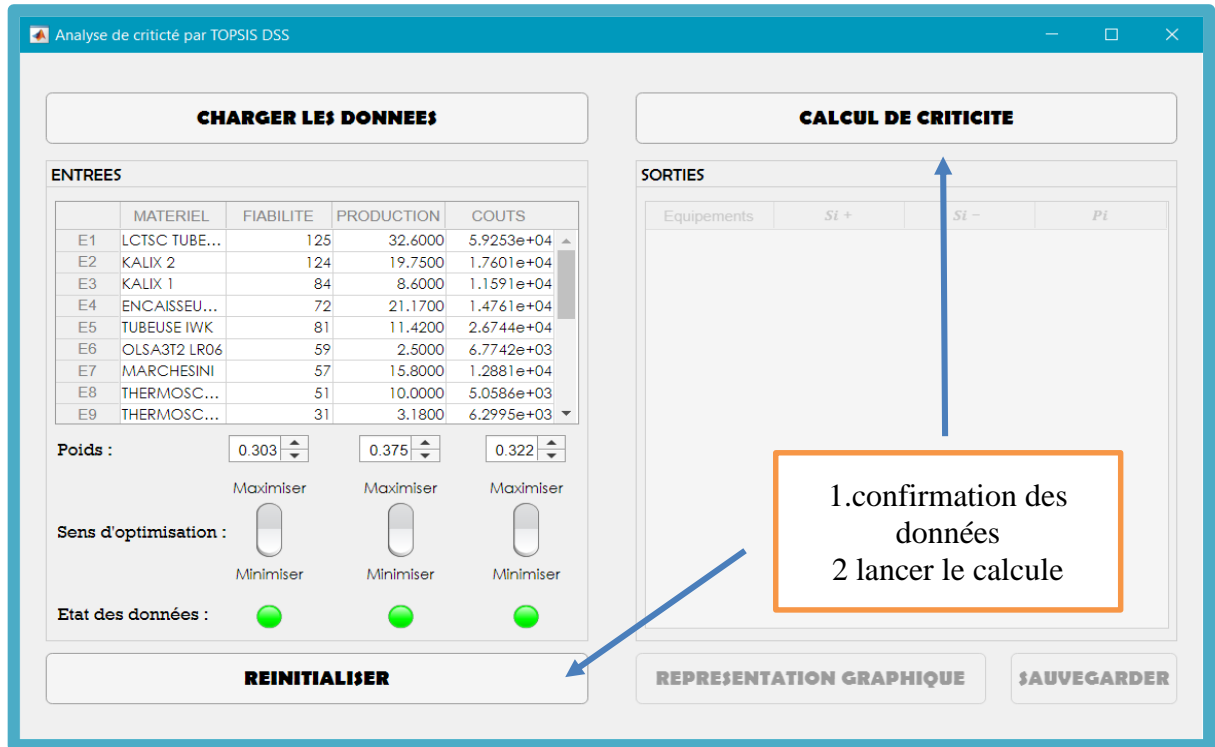 Analyse de criticté par TOPSIS DSS
CHARGER LES DONNEES
CALCUL DE CRITICITE
ENTREES
SORTIES
MATERIEL FIABILITE PRODUCTION COUTS
E1 LCTSC TUBE... 125 32.6000 5.9253e+04
E2 KALIX 2 124 19.7500 1.7601e+04
E3 KALIX 1 84 8.6000 1.1591e+04
E4 ENCAISSEU... 72 21.1700 1.4761e+04
E5 TUBEUSE IWK 81 11.4200 2.6744e+04
E6 OLSA3T2 LR06 59 2.5000 6.7742e+03
E7 MARCHESINI 57 15.8000 1.2881e+04
E8 THERMOSC... 51 10.0000 5.0586e+03
E9 THERMOSC... 31 3.1800 6.2995e+03
Equipements Si + Si − Pi
Poids : 0.303 0.375 0.322
Maximiser Maximiser Maximiser
Sens d'optimisation :
Minimiser Minimiser Minimiser
Etat des données :
1.confirmation des
données
2 lancer le calcule
REINITIALISER
REPRESENTATION GRAPHIQUE
SAUVEGARDER